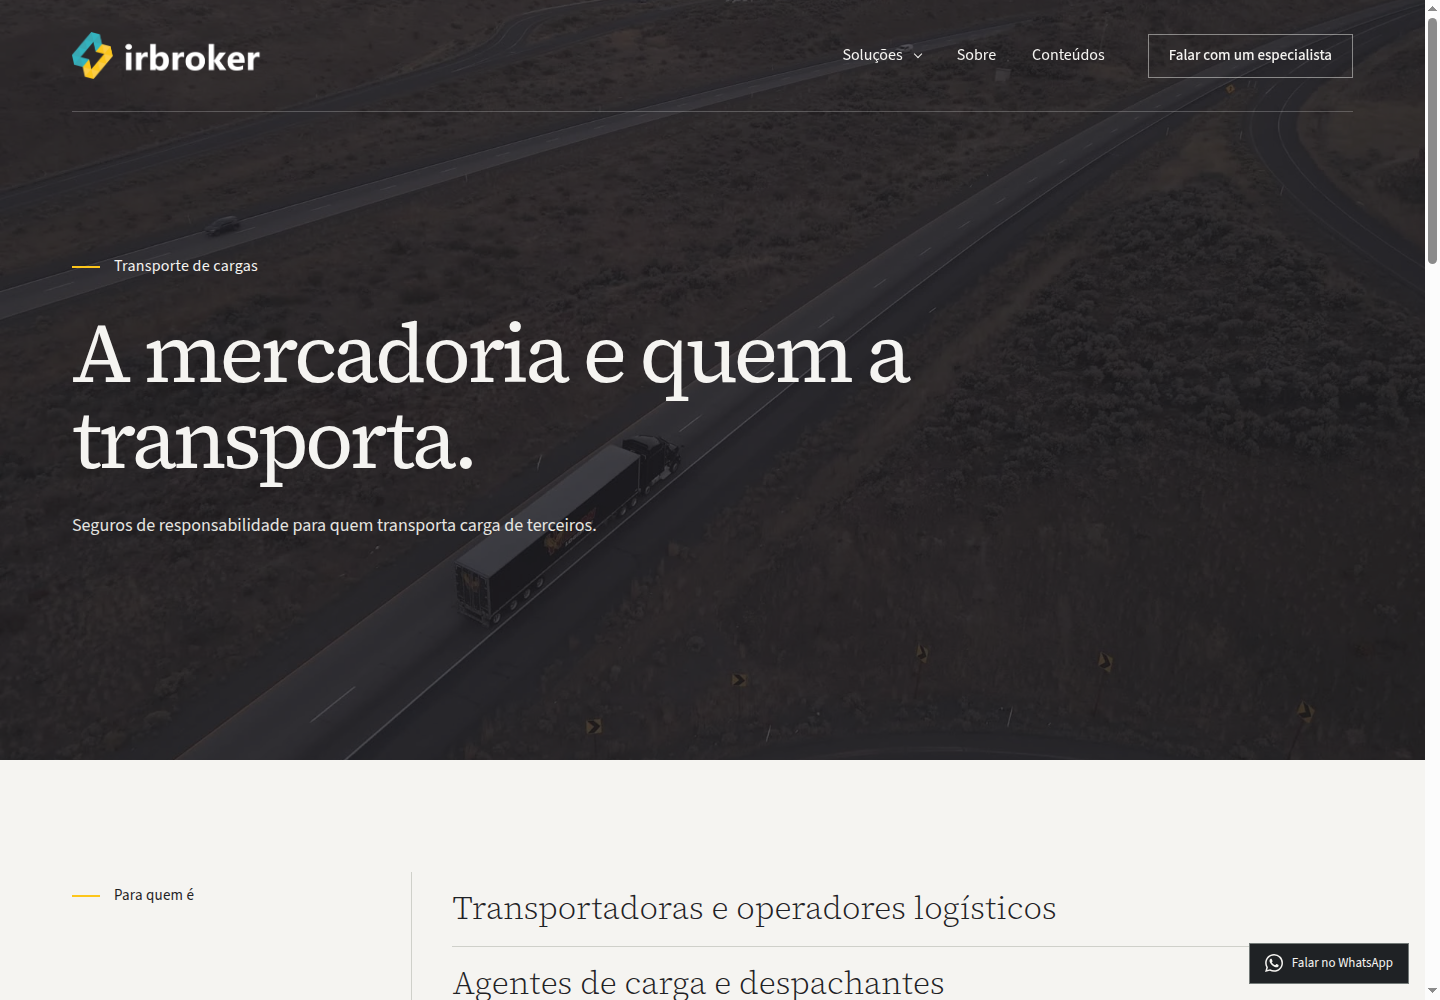 irbroker
Soluções
Sobre
Conteúdos
Falar com um especialista
Transporte de cargas
A mercadoria e quem a
transporta.
Seguros de responsabilidade para quem transporta carga de terceiros.
Para quem é
Transportadoras e operadores logísticos
Agentes de carga e despachantes
Falar no WhatsApp